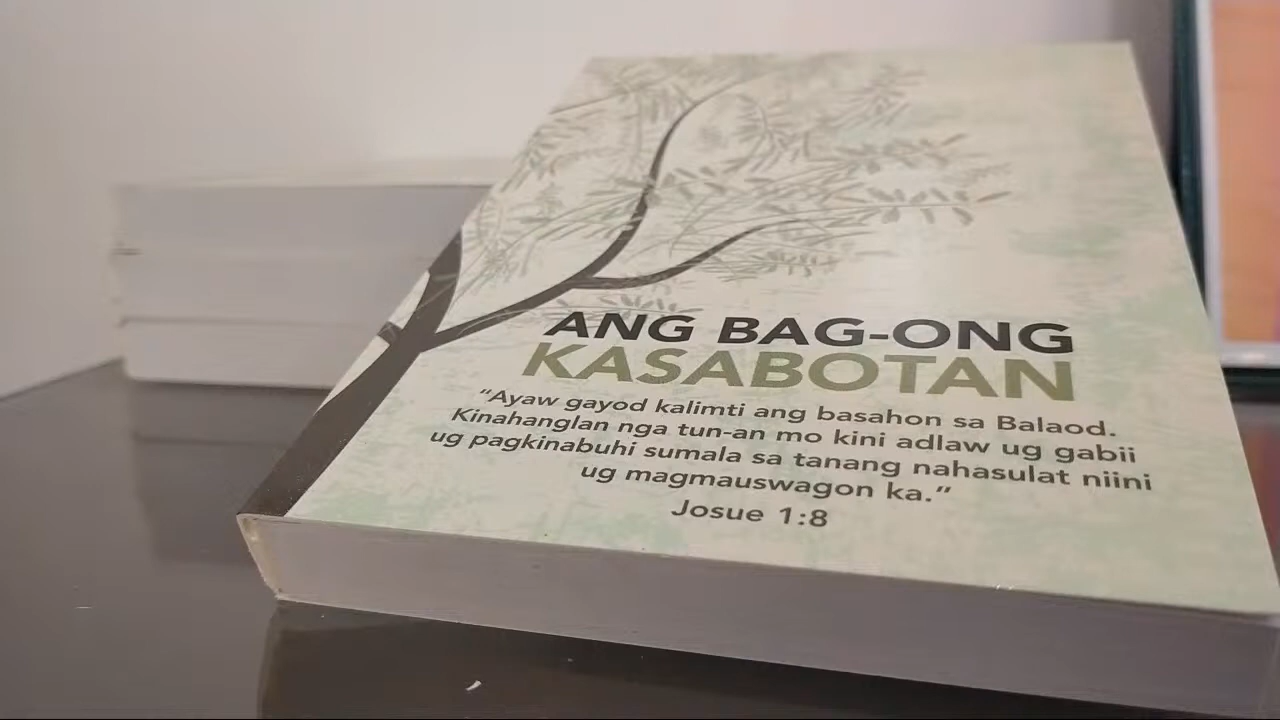 ANG BAG-ONG
KASABOTAN
“Ayaw gayod kalimti ang basahon sa Balaod.
Kinahanglan nga tun-an mo kini adlaw ug gabii
ug pagkinabuhi sumala sa tanang nahasulat niini
ug magmauswagon ka.”
Josue 1:8